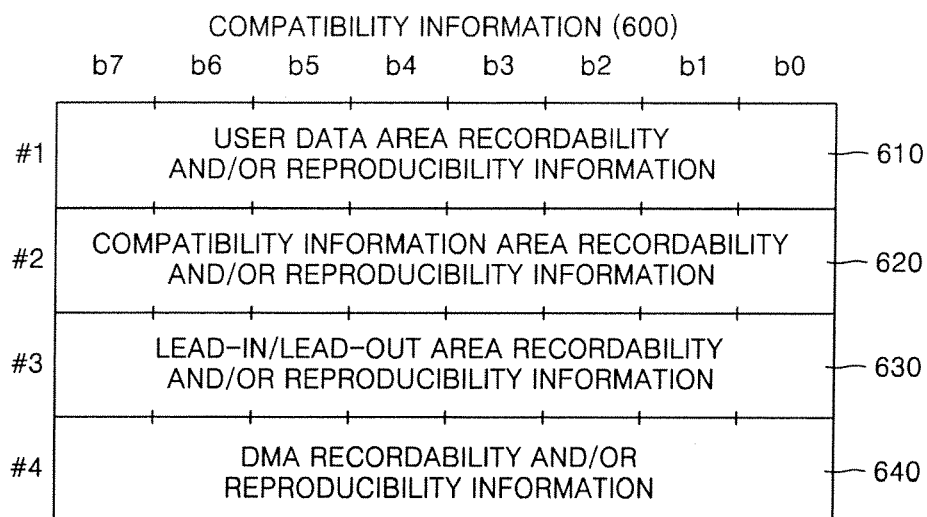 COMPATIBILITY INFORMATION (600)
b7 b6 b5 b4 b3 b2 b1 b0
#1 USER DATA AREA RECORDABILITY
AND/OR REPRODUCIBILITY INFORMATION 610
#2 COMPATIBILITY INFORMATION AREA RECORDABILITY
AND/OR REPRODUCIBILITY INFORMATION 620
#3 LEAD-IN/LEAD-OUT AREA RECORDABILITY
AND/OR REPRODUCIBILITY INFORMATION 630
#4 DMA RECORDABILITY AND/OR
REPRODUCIBILITY INFORMATION 640